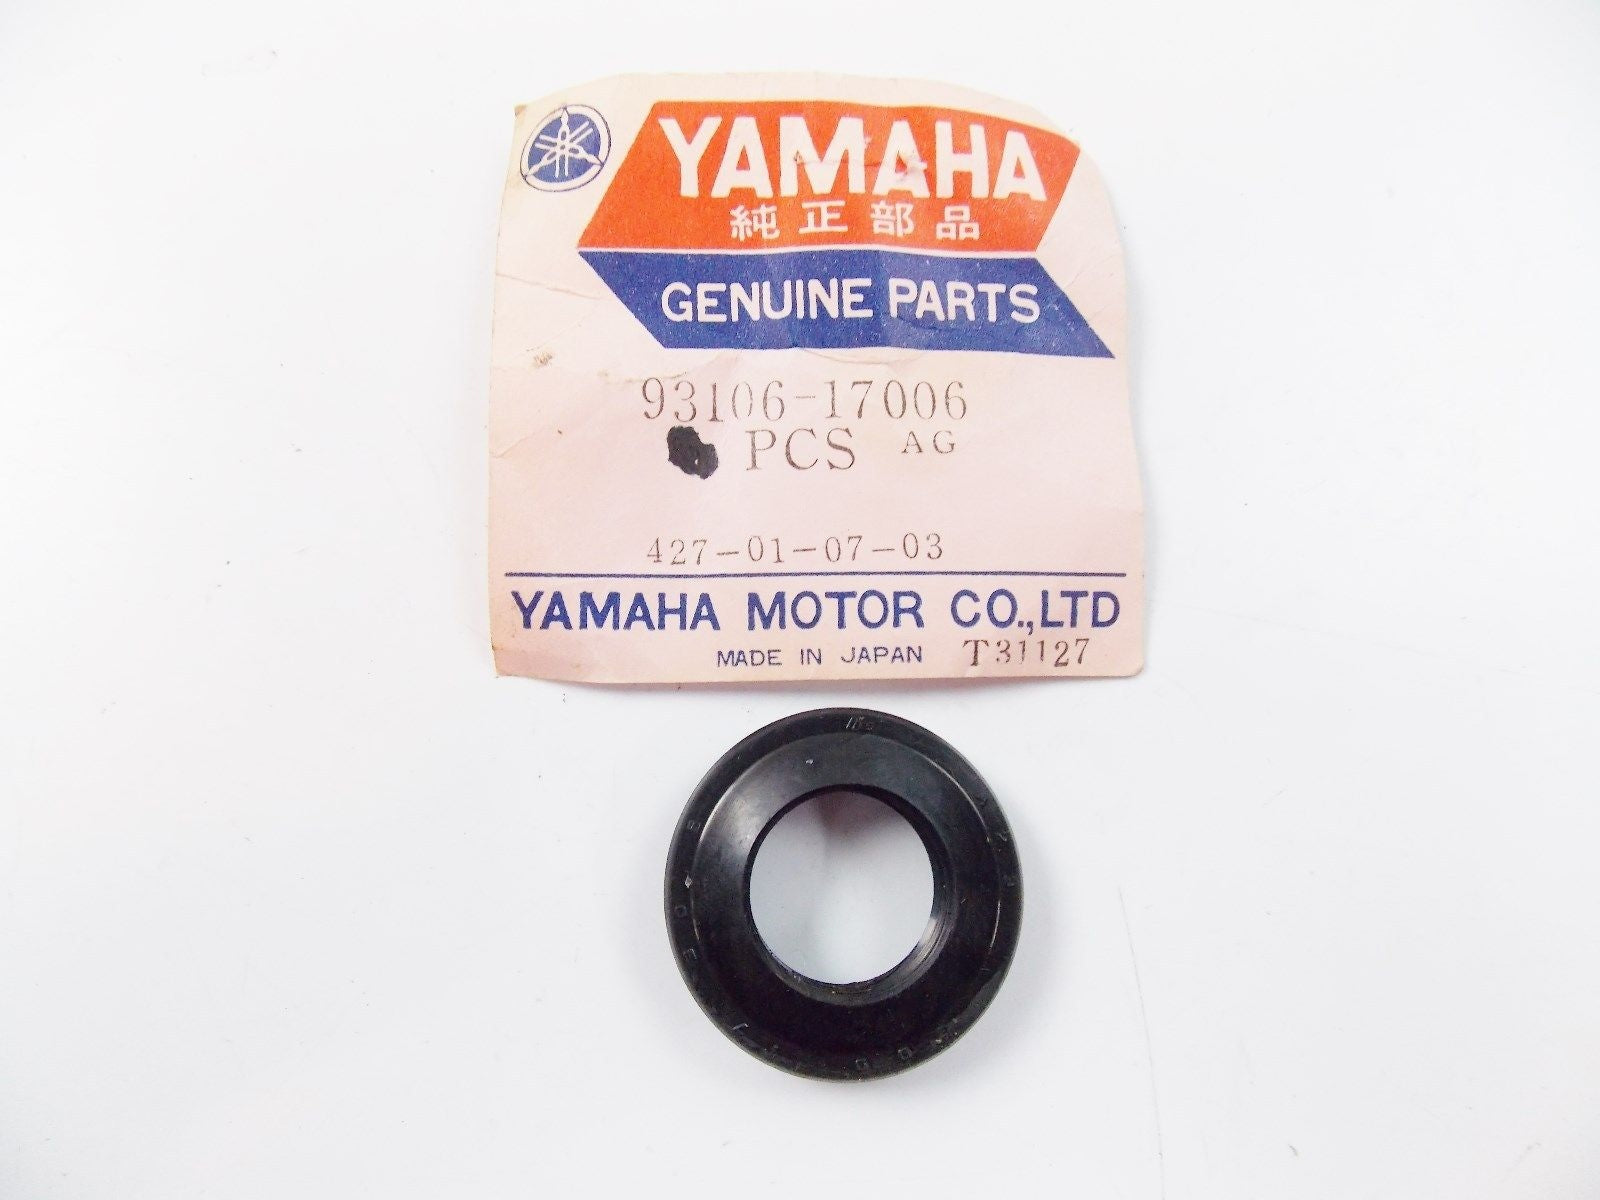 YAMAHA
純正部品
GENUINE PARTS
93106-17006
PCS AG
427-01-07-03
YAMAHA MOTOR CO.,LTD
MADE IN JAPAN T31127